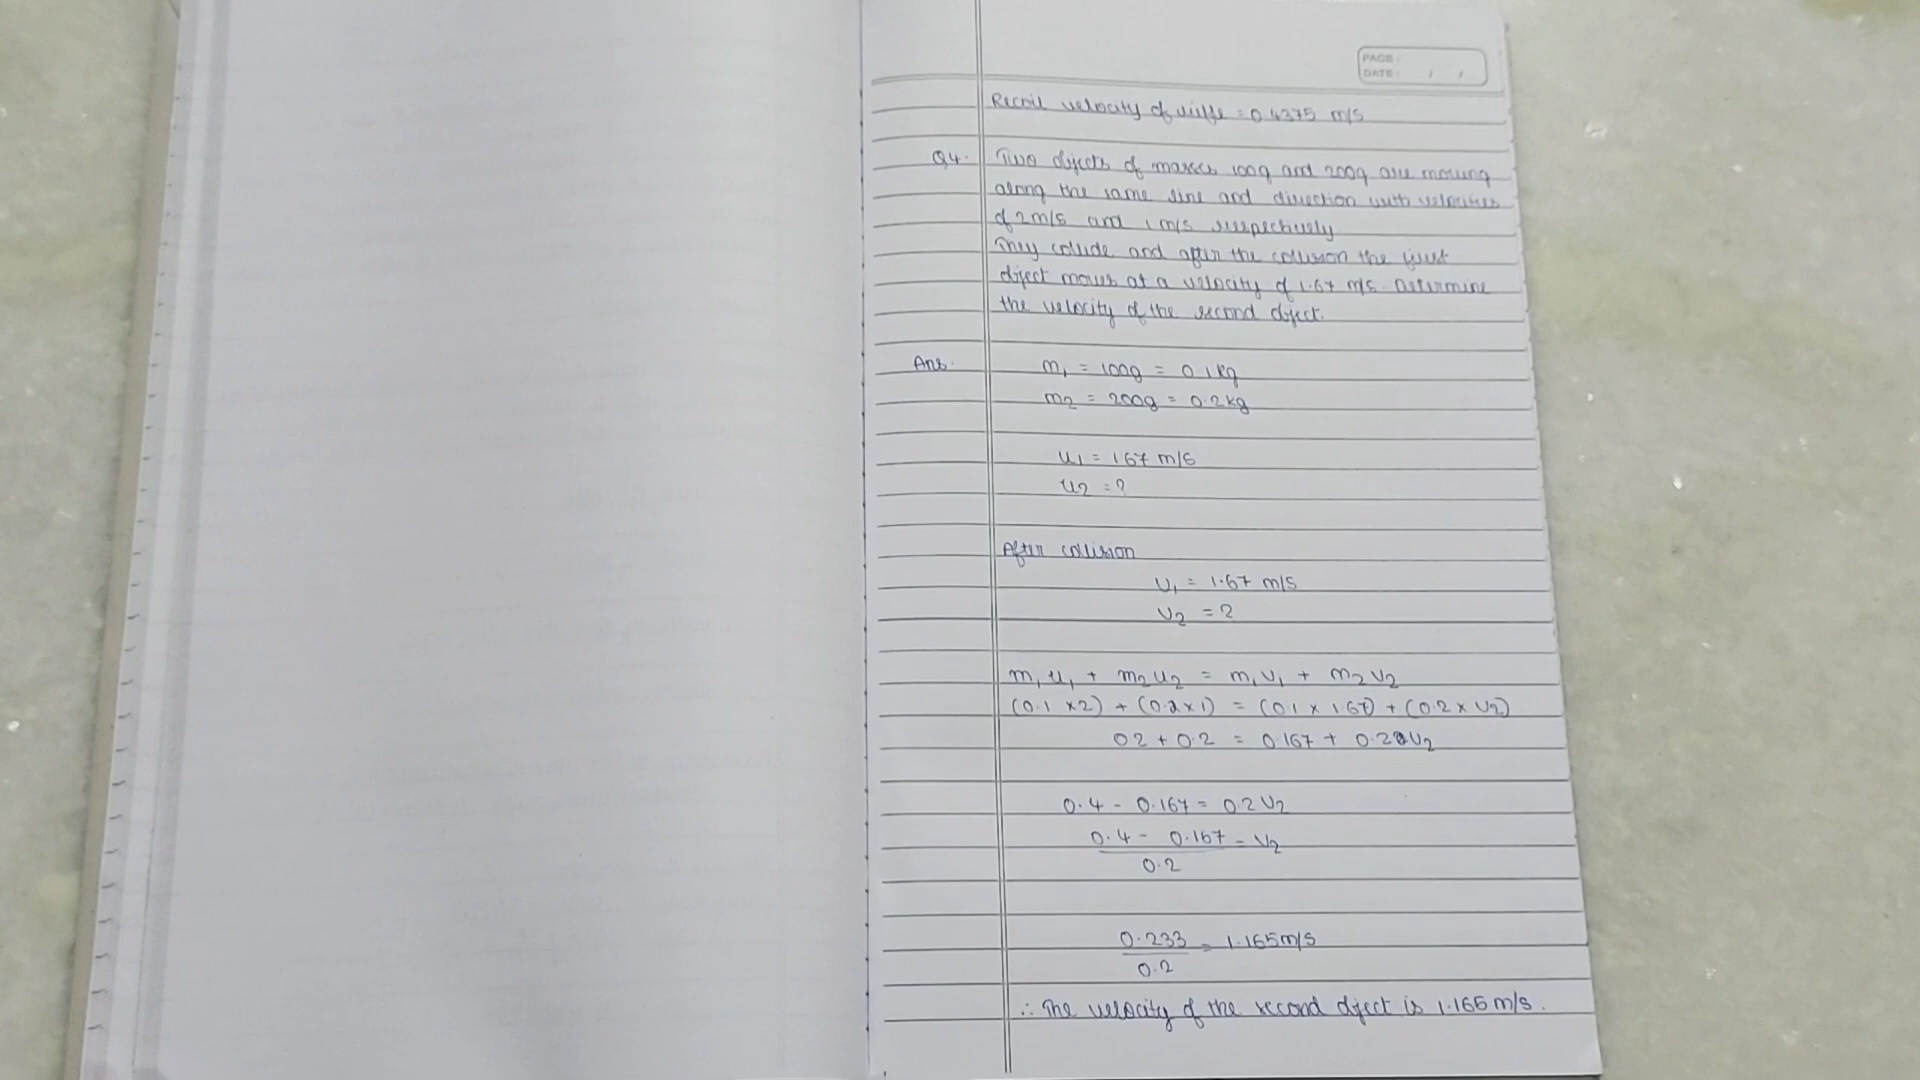 PAGE:
DATE: / /
Recoil velocity of rifle = 0.4375 m/s
Q4. Two objects of masses 100g and 200g are moving
along the same line and direction with velocities
of 2m/s and 1 m/s respectively
They collide and after the collision the first
object moves at a velocity of 1.67 m/s. Determine
the velocity of the second object.
Ans. m₁ = 100g = 0.1kg
m₂ = 200g = 0.2kg
u₁ = 1.67 m/s
u₂ = ?
After collision
v₁ = 1.67 m/s
v₂ = ?
m₁u₁ + m₂u₂ = m₁v₁ + m₂v₂
(0.1 × 2) + (0.2 × 1) = (0.1 × 1.67) + (0.2 × v₂)
0.2 + 0.2 = 0.167 + 0.2 v₂
0.4 - 0.167 = 0.2 v₂
0.4 - 0.167 = v₂
0.2
0.233 = 1.165m/s
0.2
∴ The velocity of the second object is 1.165 m/s.